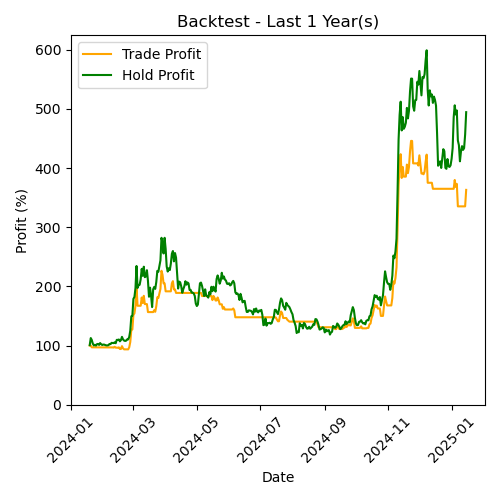 Backtest - Last 1 Year(s)
Trade Profit
Hold Profit
Profit (%)
600
500
400
300
200
100
0
2024-01
2024-03
2024-05
2024-07
2024-09
2024-11
2025-01
Date